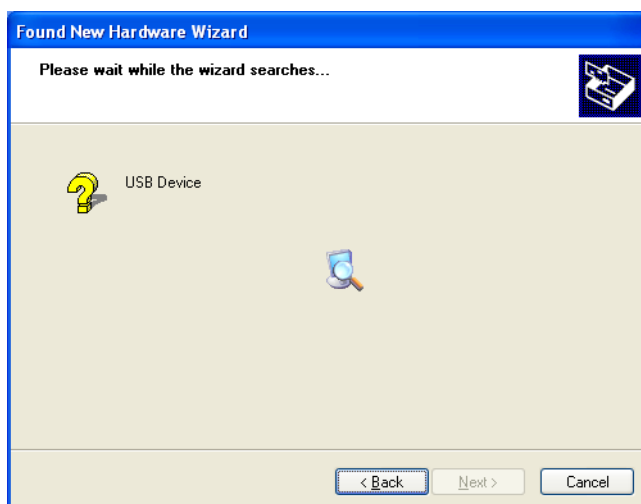 Found New Hardware Wizard
Please wait while the wizard searches...
USB Device
< Back Next > Cancel